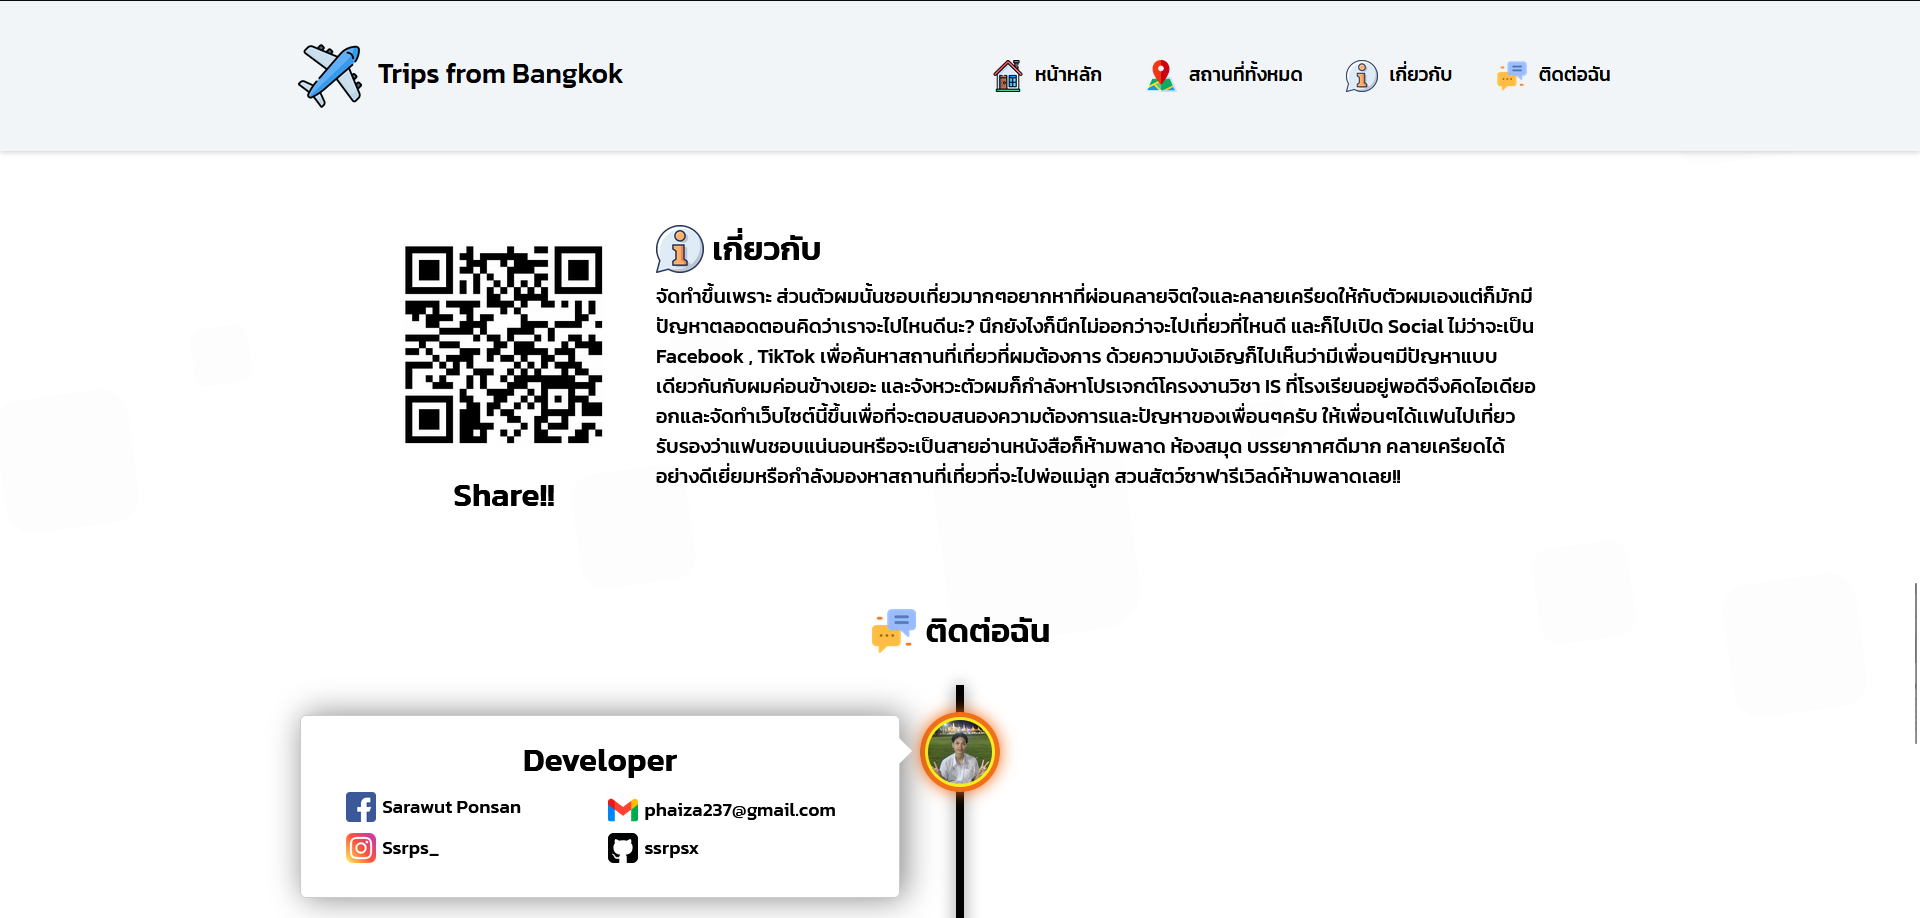 Trips from Bangkok
หน้าหลัก
สถานที่ทั้งหมด
เกี่ยวกับ
ติดต่อฉัน
เกี่ยวกับ
จัดทำขึ้นเพราะ ส่วนตัวผมนั้นชอบเที่ยวมากๆอยากหาที่ผ่อนคลายจิตใจและคลายเครียดให้กับตัวผมเองแต่ก็มักมี
ปัญหาตลอดตอนคิดว่าเราจะไปไหนดีนะ? นึกยังไงก็นึกไม่ออกว่าจะไปเที่ยวที่ไหนดี และก็ไปเปิด Social ไม่ว่าจะเป็น
Facebook , TikTok เพื่อค้นหาสถานที่เที่ยวที่ผมต้องการ ด้วยความบังเอิญก็ไปเห็นว่ามีเพื่อนๆมีปัญหาแบบ
เดียวกันกับผมค่อนข้างเยอะ และจังหวะตัวผมก็กำลังหาโปรเจกต์โครงงานวิชา IS ที่โรงเรียนอยู่พอดีจึงคิดไอเดียอ
อกและจัดทำเว็บไซต์นี้ขึ้นเพื่อที่จะตอบสนองความต้องการและปัญหาของเพื่อนๆครับ ให้เพื่อนๆได้แฟนไปเที่ยว
รับรองว่าแฟนชอบแน่นอนหรือจะเป็นสายอ่านหนังสือก็ห้ามพลาด ห้องสมุด บรรยากาศดีมาก คลายเครียดได้
อย่างดีเยี่ยมหรือกำลังมองหาสถานที่เที่ยวที่จะไปพ่อแม่ลูก สวนสัตว์ซาฟารีเวิลด์ห้ามพลาดเลย!!
Share!!
ติดต่อฉัน
Developer
Sarawut Ponsan
phaiza237@gmail.com
Ssrps_
ssrpsx